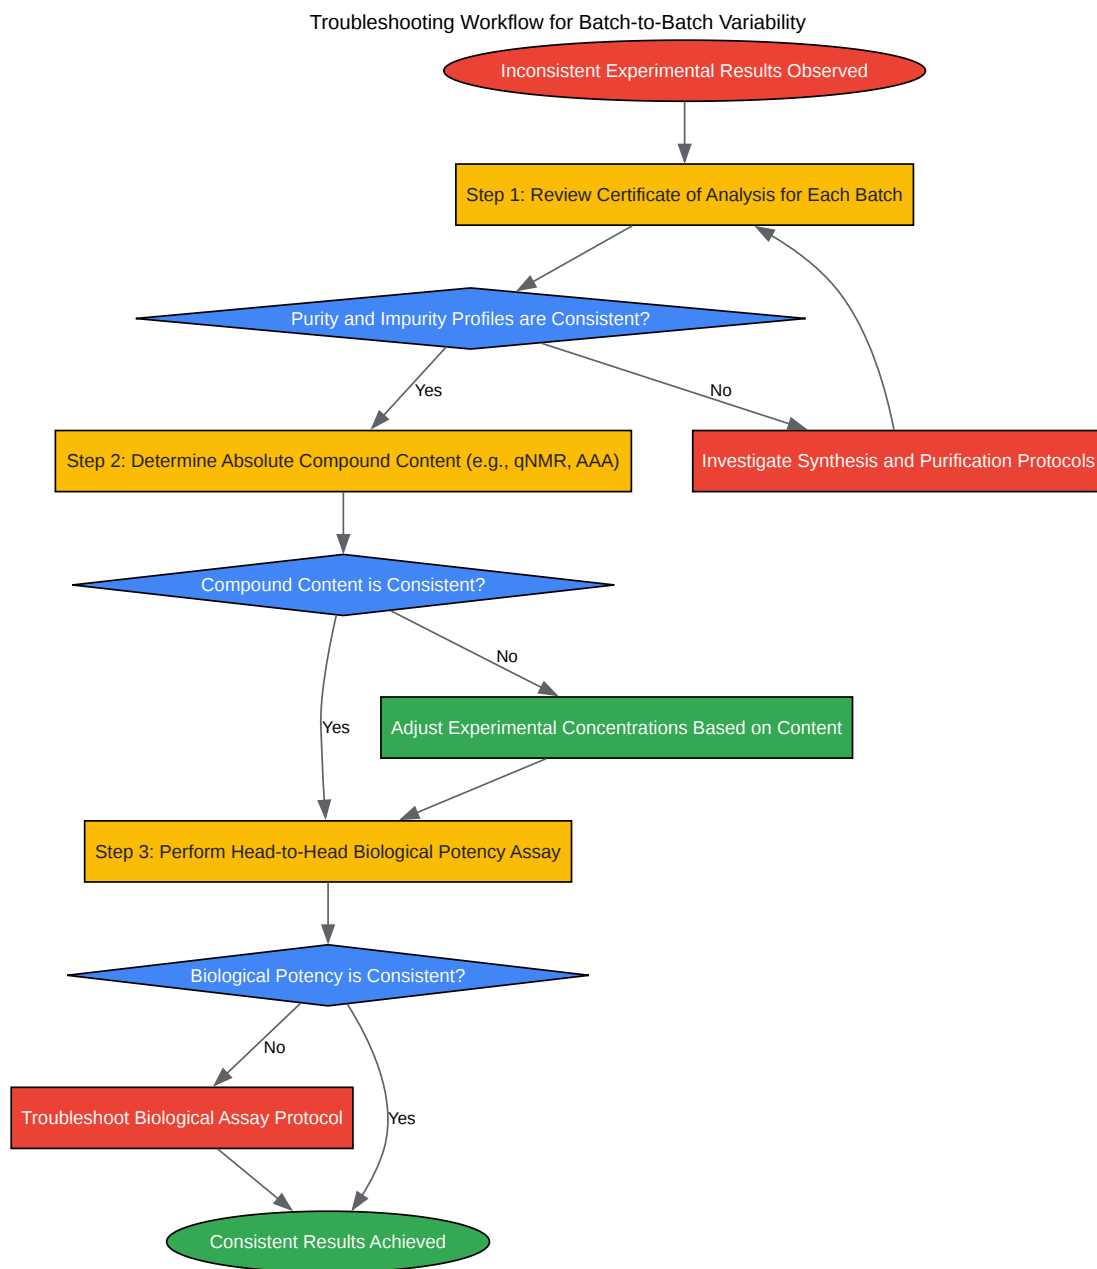 Troubleshooting Workflow for Batch-to-Batch Variability
Inconsistent Experimental Results Observed
Step 1: Review Certificate of Analysis for Each Batch
Purity and Impurity Profiles are Consistent?
Yes
No
Step 2: Determine Absolute Compound Content (e.g., qNMR, AAA)
Investigate Synthesis and Purification Protocols
Compound Content is Consistent?
No
Yes
Adjust Experimental Concentrations Based on Content
Step 3: Perform Head-to-Head Biological Potency Assay
Biological Potency is Consistent?
No
Yes
Troubleshoot Biological Assay Protocol
Consistent Results Achieved